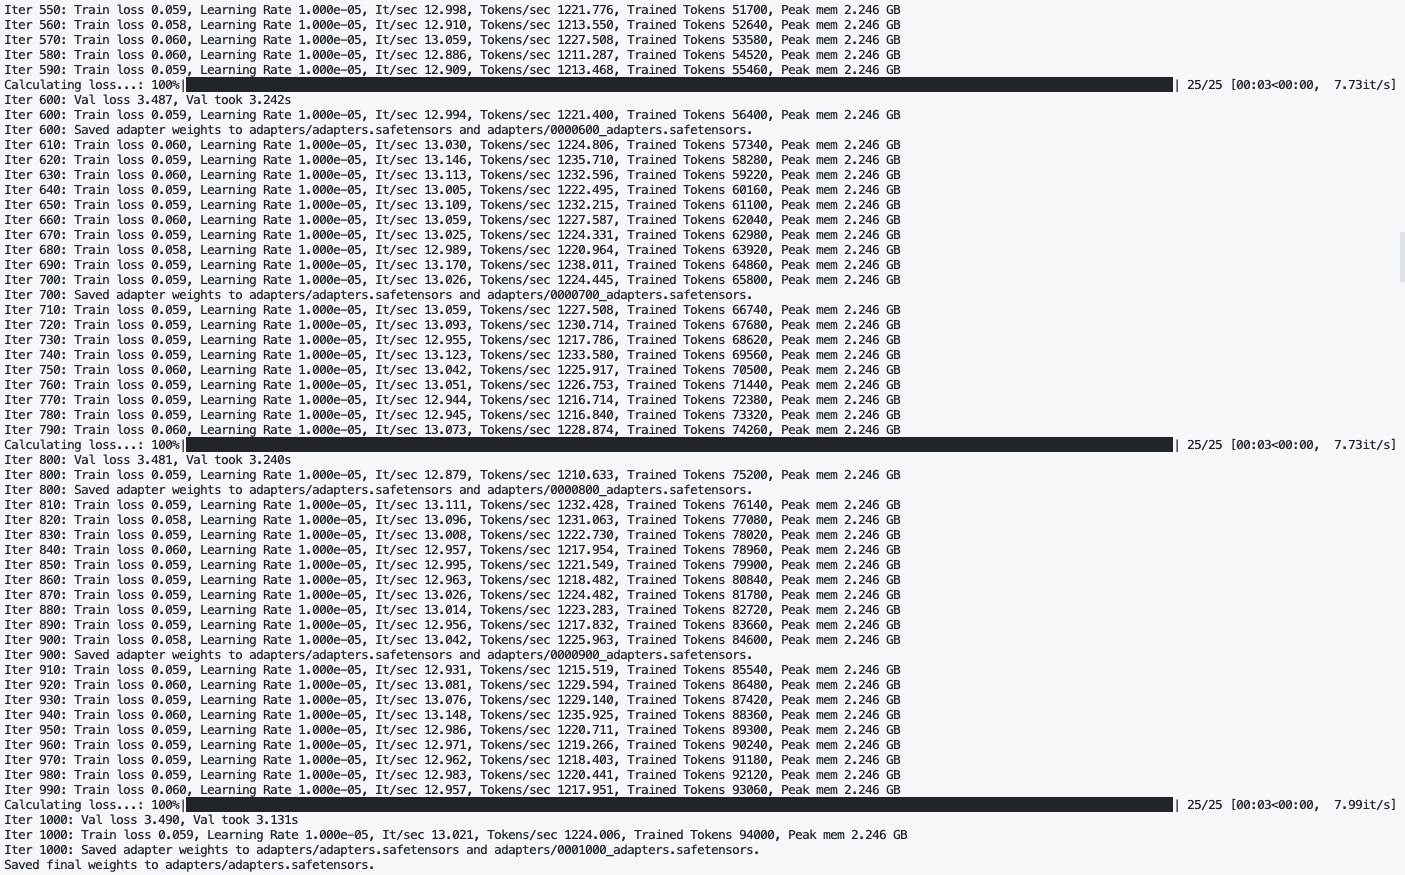 Iter 550: Train loss 0.059, Learning Rate 1.000e-05, It/sec 12.998, Tokens/sec 1221.776, Trained Tokens 51700, Peak mem 2.246 GB
Iter 560: Train loss 0.058, Learning Rate 1.000e-05, It/sec 12.910, Tokens/sec 1213.550, Trained Tokens 52640, Peak mem 2.246 GB
Iter 570: Train loss 0.060, Learning Rate 1.000e-05, It/sec 13.059, Tokens/sec 1227.508, Trained Tokens 53580, Peak mem 2.246 GB
Iter 580: Train loss 0.060, Learning Rate 1.000e-05, It/sec 12.886, Tokens/sec 1211.287, Trained Tokens 54520, Peak mem 2.246 GB
Iter 590: Train loss 0.059, Learning Rate 1.000e-05, It/sec 12.909, Tokens/sec 1213.468, Trained Tokens 55460, Peak mem 2.246 GB
Calculating loss...: 100%|██████████| 25/25 [00:03<00:00,  7.73it/s]
Iter 600: Val loss 3.487, Val took 3.242s
Iter 600: Train loss 0.059, Learning Rate 1.000e-05, It/sec 12.994, Tokens/sec 1221.400, Trained Tokens 56400, Peak mem 2.246 GB
Iter 600: Saved adapter weights to adapters/adapters.safetensors and adapters/0000600_adapters.safetensors.
Iter 610: Train loss 0.060, Learning Rate 1.000e-05, It/sec 13.030, Tokens/sec 1224.806, Trained Tokens 57340, Peak mem 2.246 GB
Iter 620: Train loss 0.059, Learning Rate 1.000e-05, It/sec 13.146, Tokens/sec 1235.710, Trained Tokens 58280, Peak mem 2.246 GB
Iter 630: Train loss 0.060, Learning Rate 1.000e-05, It/sec 13.113, Tokens/sec 1232.596, Trained Tokens 59220, Peak mem 2.246 GB
Iter 640: Train loss 0.059, Learning Rate 1.000e-05, It/sec 13.005, Tokens/sec 1222.495, Trained Tokens 60160, Peak mem 2.246 GB
Iter 650: Train loss 0.059, Learning Rate 1.000e-05, It/sec 13.109, Tokens/sec 1232.215, Trained Tokens 61100, Peak mem 2.246 GB
Iter 660: Train loss 0.060, Learning Rate 1.000e-05, It/sec 13.059, Tokens/sec 1227.587, Trained Tokens 62040, Peak mem 2.246 GB
Iter 670: Train loss 0.059, Learning Rate 1.000e-05, It/sec 13.025, Tokens/sec 1224.331, Trained Tokens 62980, Peak mem 2.246 GB
Iter 680: Train loss 0.058, Learning Rate 1.000e-05, It/sec 12.989, Tokens/sec 1220.964, Trained Tokens 63920, Peak mem 2.246 GB
Iter 690: Train loss 0.059, Learning Rate 1.000e-05, It/sec 13.170, Tokens/sec 1238.011, Trained Tokens 64860, Peak mem 2.246 GB
Iter 700: Train loss 0.059, Learning Rate 1.000e-05, It/sec 13.026, Tokens/sec 1224.445, Trained Tokens 65800, Peak mem 2.246 GB
Iter 700: Saved adapter weights to adapters/adapters.safetensors and adapters/0000700_adapters.safetensors.
Iter 710: Train loss 0.059, Learning Rate 1.000e-05, It/sec 13.059, Tokens/sec 1227.508, Trained Tokens 66740, Peak mem 2.246 GB
Iter 720: Train loss 0.059, Learning Rate 1.000e-05, It/sec 13.093, Tokens/sec 1230.714, Trained Tokens 67680, Peak mem 2.246 GB
Iter 730: Train loss 0.059, Learning Rate 1.000e-05, It/sec 12.955, Tokens/sec 1217.786, Trained Tokens 68620, Peak mem 2.246 GB
Iter 740: Train loss 0.059, Learning Rate 1.000e-05, It/sec 13.123, Tokens/sec 1233.580, Trained Tokens 69560, Peak mem 2.246 GB
Iter 750: Train loss 0.060, Learning Rate 1.000e-05, It/sec 13.042, Tokens/sec 1225.917, Trained Tokens 70500, Peak mem 2.246 GB
Iter 760: Train loss 0.059, Learning Rate 1.000e-05, It/sec 13.051, Tokens/sec 1226.753, Trained Tokens 71440, Peak mem 2.246 GB
Iter 770: Train loss 0.059, Learning Rate 1.000e-05, It/sec 12.944, Tokens/sec 1216.714, Trained Tokens 72380, Peak mem 2.246 GB
Iter 780: Train loss 0.059, Learning Rate 1.000e-05, It/sec 12.945, Tokens/sec 1216.840, Trained Tokens 73320, Peak mem 2.246 GB
Iter 790: Train loss 0.060, Learning Rate 1.000e-05, It/sec 13.073, Tokens/sec 1228.874, Trained Tokens 74260, Peak mem 2.246 GB
Calculating loss...: 100%|██████████| 25/25 [00:03<00:00,  7.73it/s]
Iter 800: Val loss 3.481, Val took 3.240s
Iter 800: Train loss 0.059, Learning Rate 1.000e-05, It/sec 12.879, Tokens/sec 1210.633, Trained Tokens 75200, Peak mem 2.246 GB
Iter 800: Saved adapter weights to adapters/adapters.safetensors and adapters/0000800_adapters.safetensors.
Iter 810: Train loss 0.059, Learning Rate 1.000e-05, It/sec 13.111, Tokens/sec 1232.428, Trained Tokens 76140, Peak mem 2.246 GB
Iter 820: Train loss 0.058, Learning Rate 1.000e-05, It/sec 13.096, Tokens/sec 1231.063, Trained Tokens 77080, Peak mem 2.246 GB
Iter 830: Train loss 0.059, Learning Rate 1.000e-05, It/sec 13.008, Tokens/sec 1222.730, Trained Tokens 78020, Peak mem 2.246 GB
Iter 840: Train loss 0.060, Learning Rate 1.000e-05, It/sec 12.957, Tokens/sec 1217.954, Trained Tokens 78960, Peak mem 2.246 GB
Iter 850: Train loss 0.059, Learning Rate 1.000e-05, It/sec 12.995, Tokens/sec 1221.549, Trained Tokens 79900, Peak mem 2.246 GB
Iter 860: Train loss 0.059, Learning Rate 1.000e-05, It/sec 12.963, Tokens/sec 1218.482, Trained Tokens 80840, Peak mem 2.246 GB
Iter 870: Train loss 0.059, Learning Rate 1.000e-05, It/sec 13.026, Tokens/sec 1224.482, Trained Tokens 81780, Peak mem 2.246 GB
Iter 880: Train loss 0.059, Learning Rate 1.000e-05, It/sec 13.014, Tokens/sec 1223.283, Trained Tokens 82720, Peak mem 2.246 GB
Iter 890: Train loss 0.059, Learning Rate 1.000e-05, It/sec 12.956, Tokens/sec 1217.832, Trained Tokens 83660, Peak mem 2.246 GB
Iter 900: Train loss 0.058, Learning Rate 1.000e-05, It/sec 13.042, Tokens/sec 1225.963, Trained Tokens 84600, Peak mem 2.246 GB
Iter 900: Saved adapter weights to adapters/adapters.safetensors and adapters/0000900_adapters.safetensors.
Iter 910: Train loss 0.059, Learning Rate 1.000e-05, It/sec 12.931, Tokens/sec 1215.519, Trained Tokens 85540, Peak mem 2.246 GB
Iter 920: Train loss 0.060, Learning Rate 1.000e-05, It/sec 13.081, Tokens/sec 1229.594, Trained Tokens 86480, Peak mem 2.246 GB
Iter 930: Train loss 0.059, Learning Rate 1.000e-05, It/sec 13.076, Tokens/sec 1229.140, Trained Tokens 87420, Peak mem 2.246 GB
Iter 940: Train loss 0.060, Learning Rate 1.000e-05, It/sec 13.148, Tokens/sec 1235.925, Trained Tokens 88360, Peak mem 2.246 GB
Iter 950: Train loss 0.059, Learning Rate 1.000e-05, It/sec 12.986, Tokens/sec 1220.711, Trained Tokens 89300, Peak mem 2.246 GB
Iter 960: Train loss 0.059, Learning Rate 1.000e-05, It/sec 12.971, Tokens/sec 1219.266, Trained Tokens 90240, Peak mem 2.246 GB
Iter 970: Train loss 0.059, Learning Rate 1.000e-05, It/sec 12.962, Tokens/sec 1218.403, Trained Tokens 91180, Peak mem 2.246 GB
Iter 980: Train loss 0.059, Learning Rate 1.000e-05, It/sec 12.983, Tokens/sec 1220.441, Trained Tokens 92120, Peak mem 2.246 GB
Iter 990: Train loss 0.060, Learning Rate 1.000e-05, It/sec 12.957, Tokens/sec 1217.951, Trained Tokens 93060, Peak mem 2.246 GB
Calculating loss...: 100%|██████████| 25/25 [00:03<00:00,  7.99it/s]
Iter 1000: Val loss 3.490, Val took 3.131s
Iter 1000: Train loss 0.059, Learning Rate 1.000e-05, It/sec 13.021, Tokens/sec 1224.006, Trained Tokens 94000, Peak mem 2.246 GB
Iter 1000: Saved adapter weights to adapters/adapters.safetensors and adapters/0001000_adapters.safetensors.
Saved final weights to adapters/adapters.safetensors.